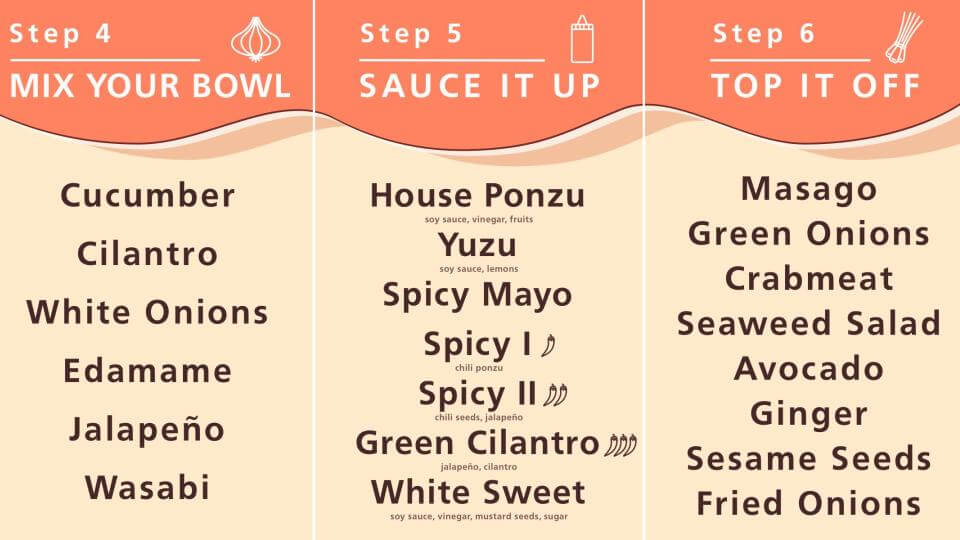 Step 4
MIX YOUR BOWL
Cucumber
Cilantro
White Onions
Edamame
Jalapeño
Wasabi
Step 5
SAUCE IT UP
House Ponzu
soy sauce, vinegar, fruits
Yuzu
soy sauce, lemons
Spicy Mayo
Spicy I
chili ponzu
Spicy II
chili seeds, jalapeño
Green Cilantro
jalapeño, cilantro
White Sweet
soy sauce, vinegar, mustard seeds, sugar
Step 6
TOP IT OFF
Masago
Green Onions
Crabmeat
Seaweed Salad
Avocado
Ginger
Sesame Seeds
Fried Onions